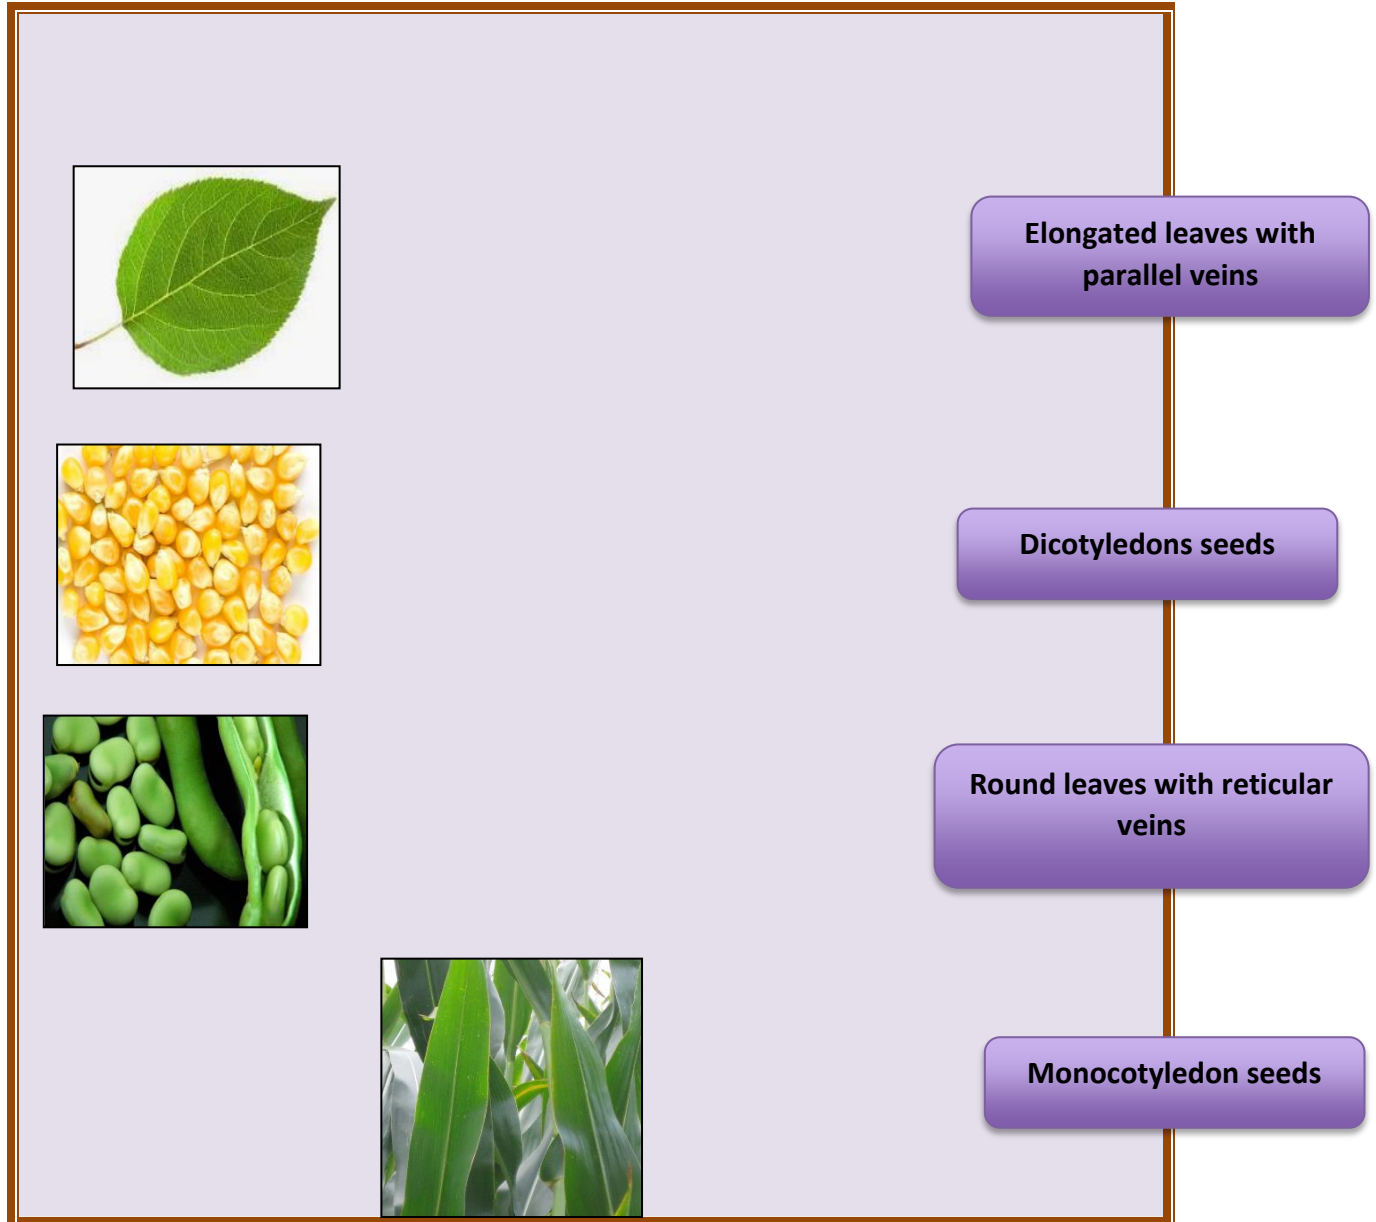 Elongated leaves with
parallel veins
Dicotyledons seeds
Round leaves with reticular
veins
Monocotyledon seeds